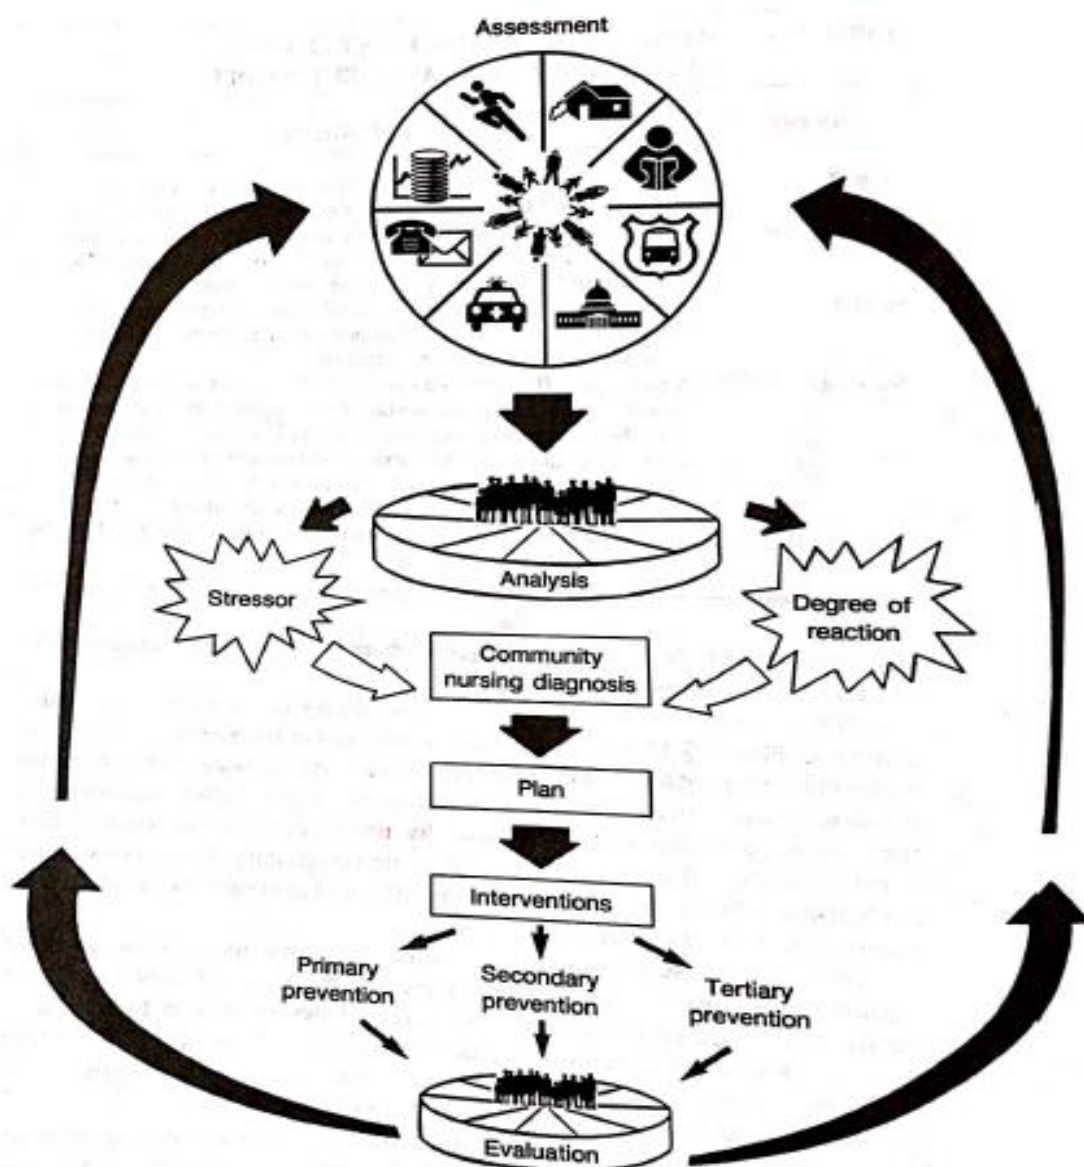 Assessment
Analysis
Stressor
Degree of
reaction
Community
nursing diagnosis
Plan
Interventions
Primary
prevention
Secondary
prevention
Tertiary
prevention
Evaluation